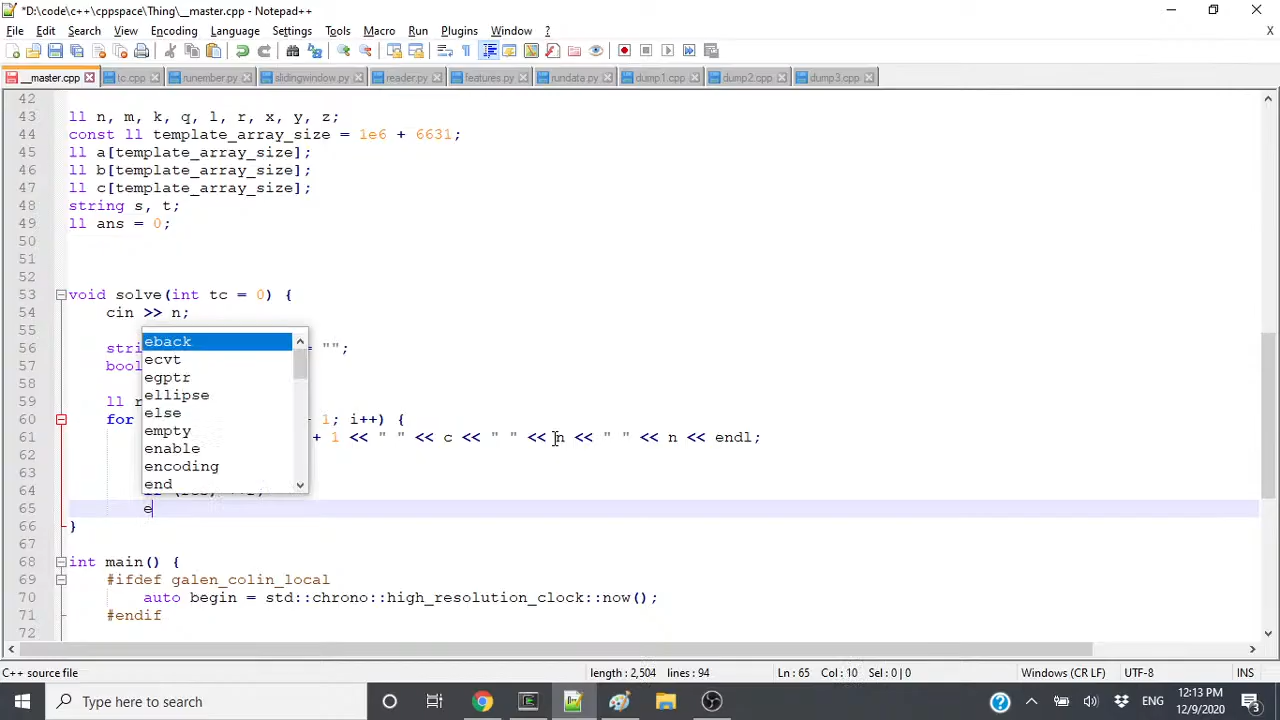 *D:\code\c++\cppspace\Thing\__master.cpp - Notepad++
File Edit Search View Encoding Language Settings Tools Macro Run Plugins Window ? X
__master.cpp tc.cpp runember.py slidingwindow.py reader.py features.py rundata.py dump1.cpp dump2.cpp dump3.cpp
42
43 ll n, m, k, q, l, r, x, y, z;
44 const ll template_array_size = 1e6 + 6631;
45 ll a[template_array_size];
46 ll b[template_array_size];
47 ll c[template_array_size];
48 string s, t;
49 ll ans = 0;
50
51
52
53 void solve(int tc = 0) {
54 cin >> n;
55
56 stri = "";
57 bool
58
59 ll
60 for 1; i++) {
61 + 1 << " " << c << " " << n << " " << n << endl;
62
63
64
65 e
66 }
67
68 int main() {
69 #ifdef galen_colin_local
70 auto begin = std::chrono::high_resolution_clock::now();
71 #endif
72
eback
ecvt
egptr
ellipse
else
empty
enable
encoding
end
C++ source file length : 2,504 lines : 94 Ln : 65 Col : 10 Sel : 0 | 0 Windows (CR LF) UTF-8 INS
Type here to search
ENG
12:13 PM
12/9/2020
3